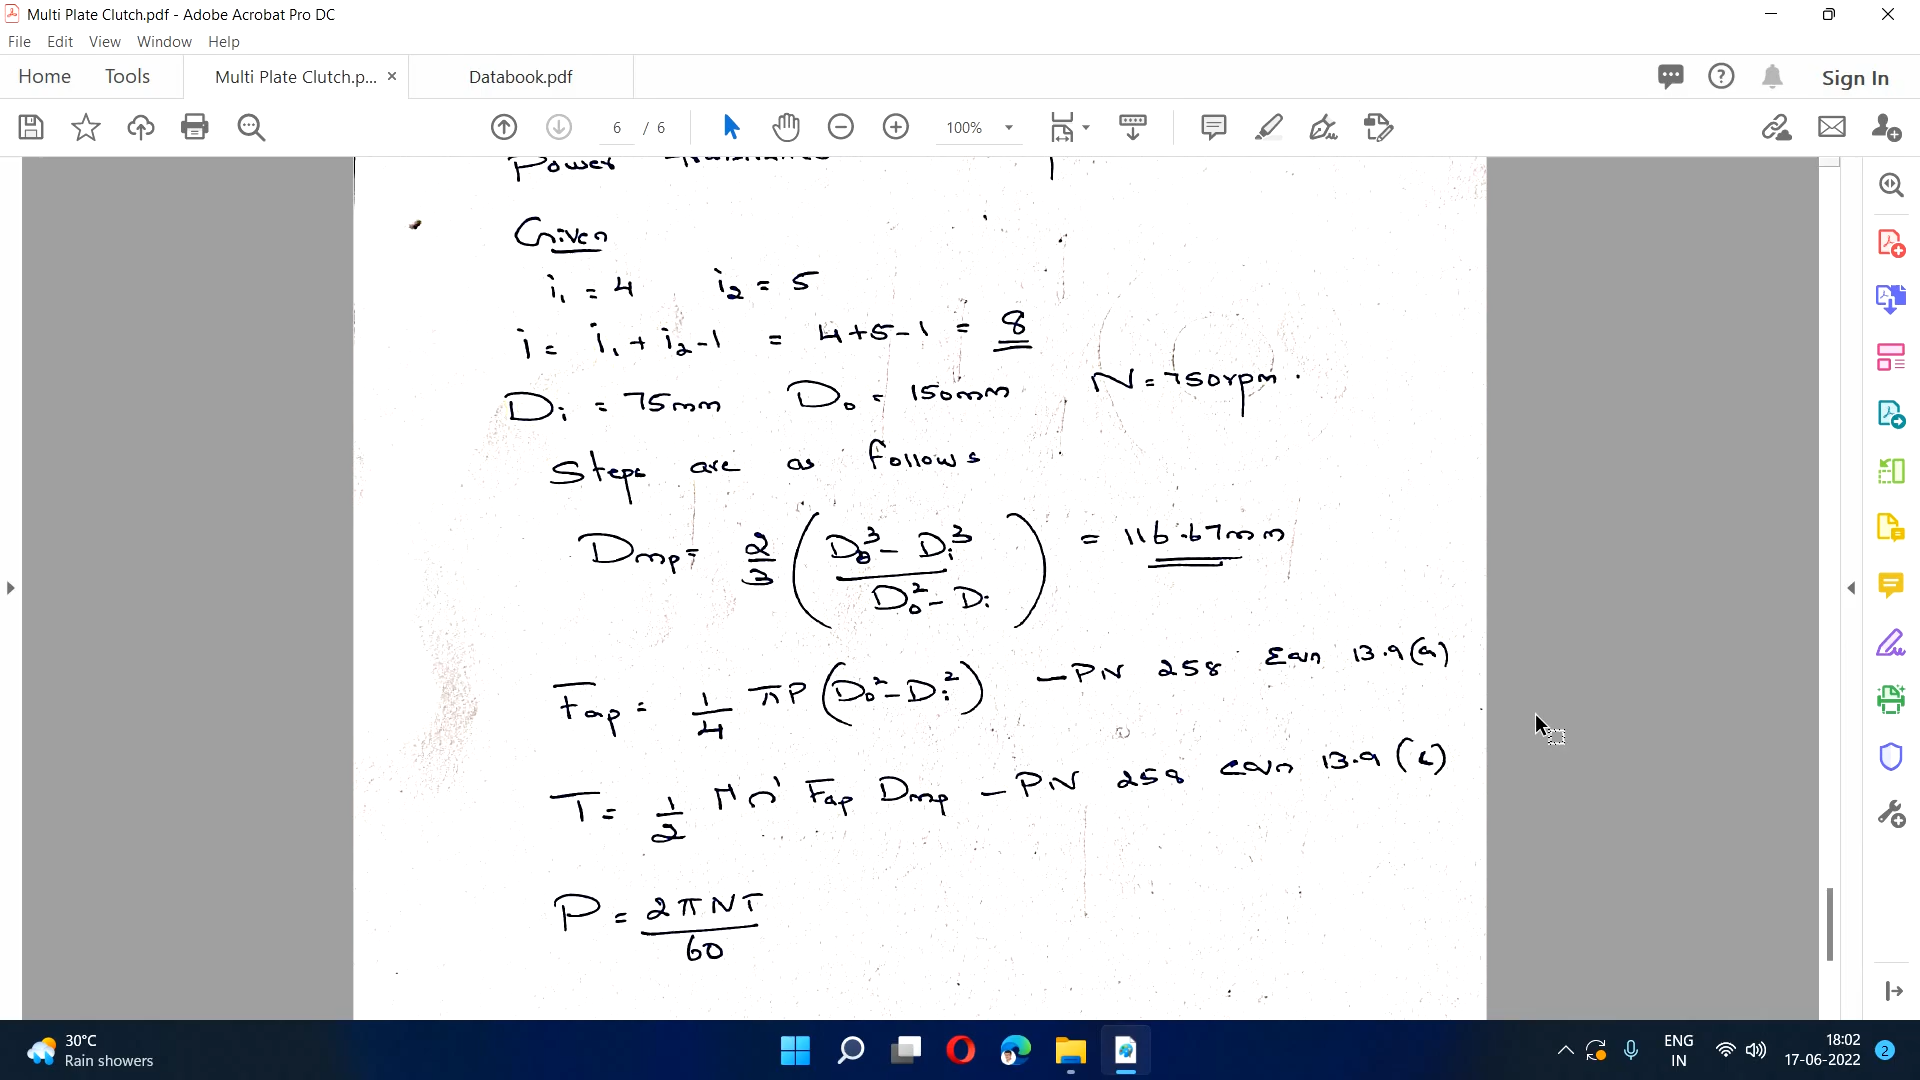 Multi Plate Clutch.pdf - Adobe Acrobat Pro DC
File Edit View Window Help
Home Tools Multi Plate Clutch.p... × Databook.pdf Sign In
6 / 6 100%
Power
Given
i₁ = 4 i₂ = 5
i = i₁ + i₂ - 1 = 4+5-1 = 8
Dᵢ = 75mm D₀ = 150mm N = 750rpm.
Steps are as follows
Dmp = 2/3 (D₀³ - Dᵢ³ / D₀² - Dᵢ) = 116.67mm
Fap = 1/4 πP (D₀² - Dᵢ²) — PN 258 Eqn 13.9(a)
T = 1/2 μ n' Fap Dmp — PN 258 eqn 13.9
P = 2πNT / 60
30°C
Rain showers
ENG
IN
18:02
17-06-2022
2